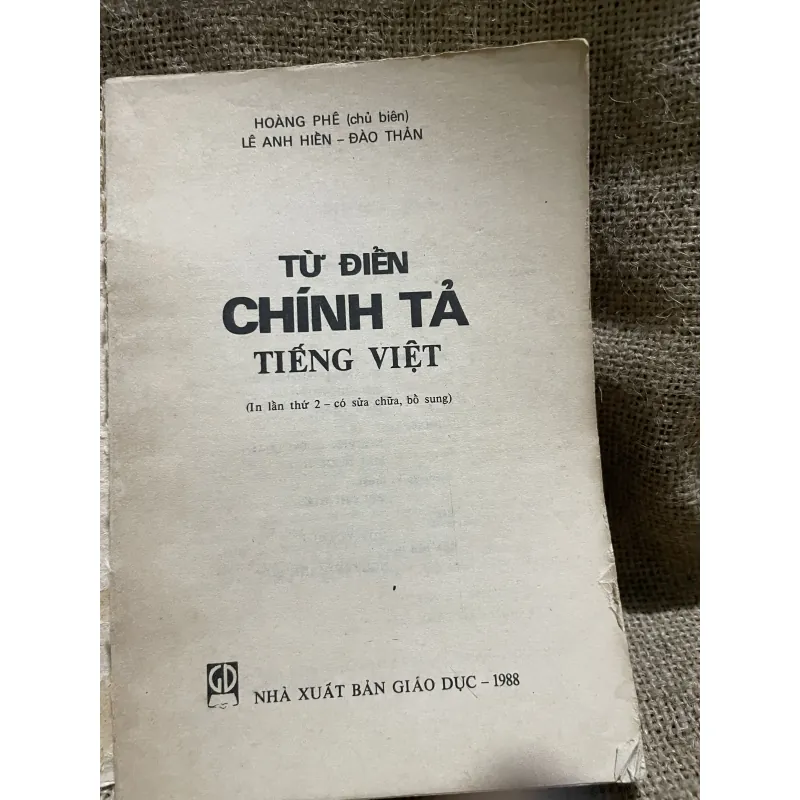 HOÀNG PHÊ (chủ biên)
LÊ ANH HIỀN – ĐÀO THẢN
TỪ ĐIỂN
CHÍNH TẢ
TIẾNG VIỆT
(In lần thứ 2 – có sửa chữa, bổ sung)
GD
NHÀ XUẤT BẢN GIÁO DỤC – 1988